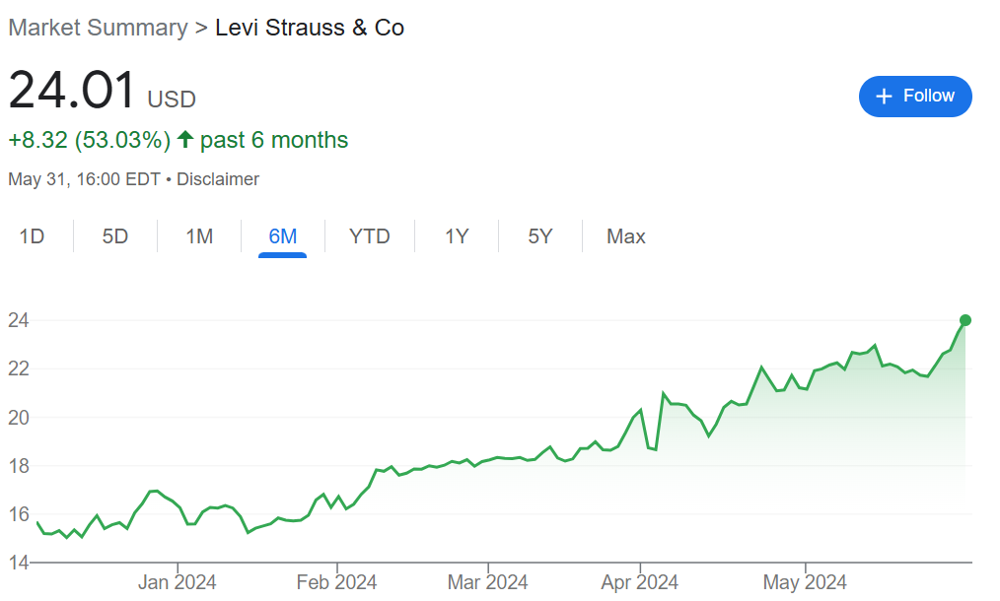 Market Summary > Levi Strauss & Co
24.01 USD
+ Follow
+8.32 (53.03%) ↑ past 6 months
May 31, 16:00 EDT • Disclaimer
1D 5D 1M 6M YTD 1Y 5Y Max
24
22
20
18
16
14
Jan 2024 Feb 2024 Mar 2024 Apr 2024 May 2024